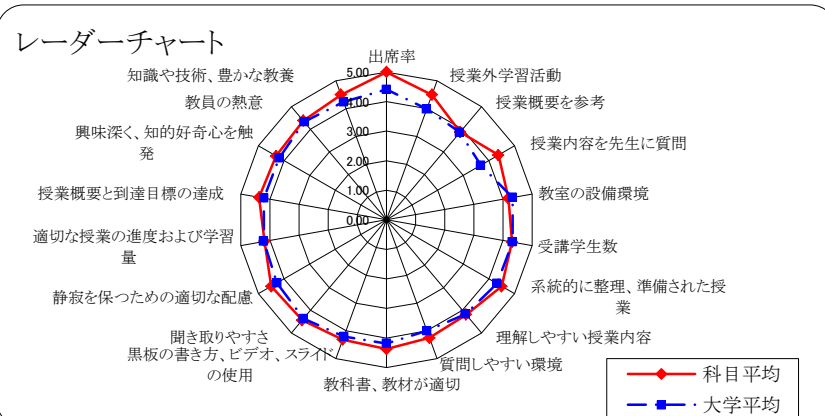 レーダーチャート
出席率
授業外学習活動
授業概要を参考
授業内容を先生に質問
教室の設備環境
受講学生数
系統的に整理、準備された授
業
理解しやすい授業内容
質問しやすい環境
教科書、教材が適切
黒板の書き方、ビデオ、スライド
の使用
聞き取りやすさ
静寂を保つための適切な配慮
適切な授業の進度および学習
量
授業概要と到達目標の達成
興味深く、知的好奇心を触
発
教員の熱意
知識や技術、豊かな教養
5.00
4.00
3.00
2.00
1.00
0.00
科目平均
大学平均